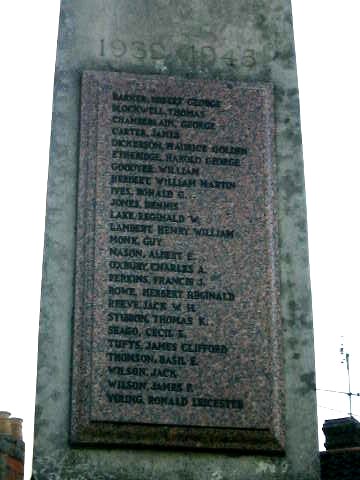 1939 1945
BARKER, HERBERT GEORGE
BLOCKWELL, THOMAS
CHAMBERLAIN, GEORGE
CARTER, JAMES
DICKERSON, MAURICE GOLDEN
ETHERIDGE, HAROLD GEORGE
GOODYER, WILLIAM
HERBERT WILLIAM MARTIN
IVES, RONALD G.
JONES, DENNIS
LAKE, REGINALD W.
LAMBERT HENRY WILLIAM
MONK, GUY
NASON, ALBERT E.
OXBURY, CHARLES A.
PERKINS, FRANCIS J.
ROWE, HERBERT REGINALD
REEVE, JACK W. H.
STIBBON, THOMAS K.
SEAGO, CECIL E.
TUFTS, JAMES CLIFFORD
THOMSON, BASIL E.
WILSON, JACK
WILSON, JAMES F.
YOUNG, RONALD LEICESTER